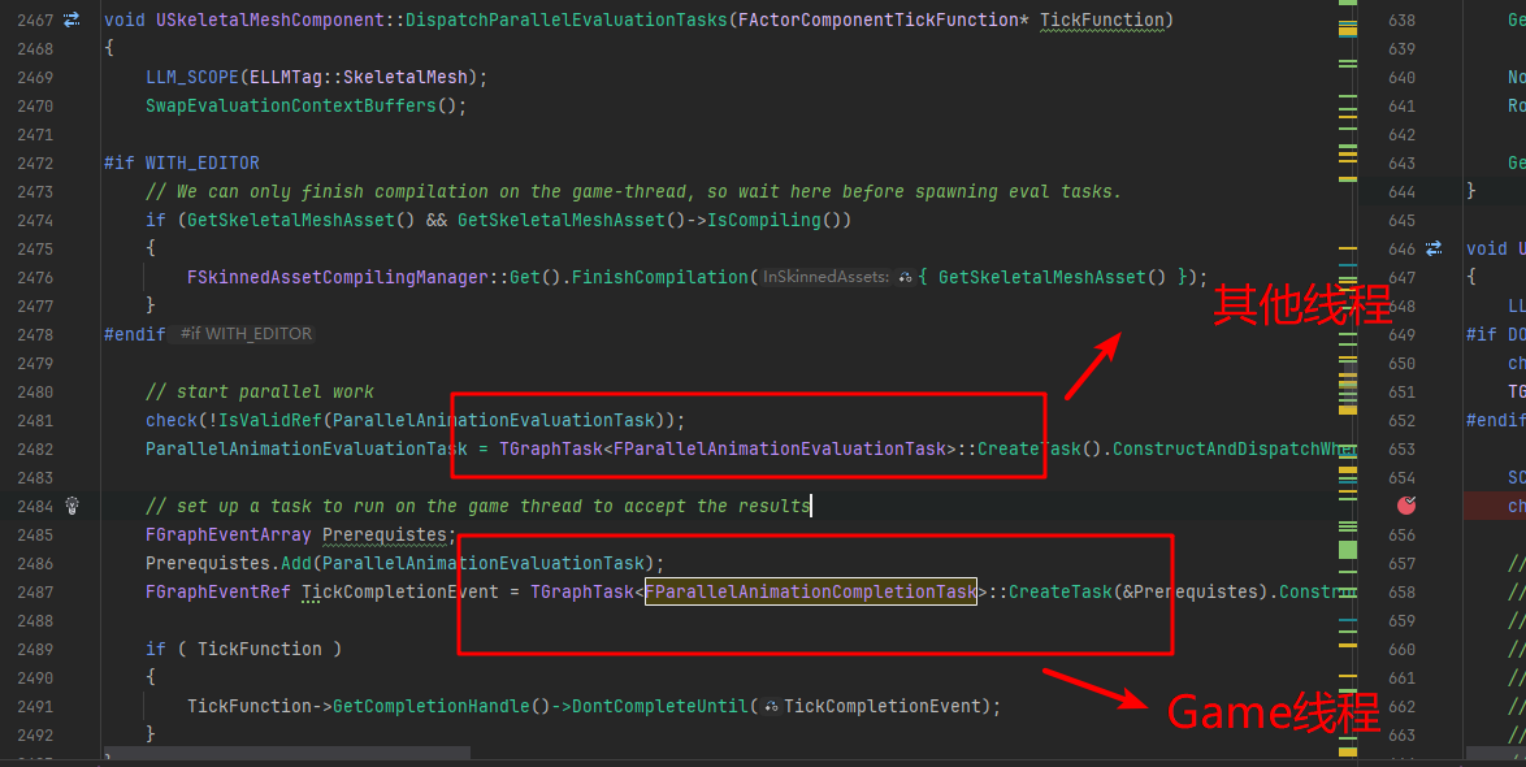 2467 void USkeletalMeshComponent::DispatchParallelEvaluationTasks(FActorComponentTickFunction* TickFunction)
2468 {
2469 LLM_SCOPE(ELLMTag::SkeletalMesh);
2470 SwapEvaluationContextBuffers();
2471
2472 #if WITH_EDITOR
2473 // We can only finish compilation on the game-thread, so wait here before spawning eval tasks.
2474 if (GetSkeletalMeshAsset() && GetSkeletalMeshAsset()->IsCompiling())
2475 {
2476 FSkinnedAssetCompilingManager::Get().FinishCompilation( InSkinnedAssets: { GetSkeletalMeshAsset() });
2477 }
2478 #endif #if WITH_EDITOR
2479
2480 // start parallel work
2481 check(!IsValidRef(ParallelAnimationEvaluationTask));
2482 ParallelAnimationEvaluationTask = TGraphTask<FParallelAnimationEvaluationTask>::CreateTask().ConstructAndDispatchWhen
2483
2484 // set up a task to run on the game thread to accept the results
2485 FGraphEventArray Prerequistes;
2486 Prerequistes.Add(ParallelAnimationEvaluationTask);
2487 FGraphEventRef TickCompletionEvent = TGraphTask<FParallelAnimationCompletionTask>::CreateTask(&Prerequistes).Constru
2488
2489 if ( TickFunction )
2490 {
2491 TickFunction->GetCompletionHandle()->DontCompleteUntil( TickCompletionEvent);
2492 }
其他线程
Game线程
638 Ge
639
640 No
641 Ro
642
643 Ge
644 }
645
646 void U
647 {
648 LL
649 #if DO
650 ch
651 TG
652 #endif
653
654 SC
ch
656
657 //
658 //
659 //
660 //
661 //
662 //
663 //